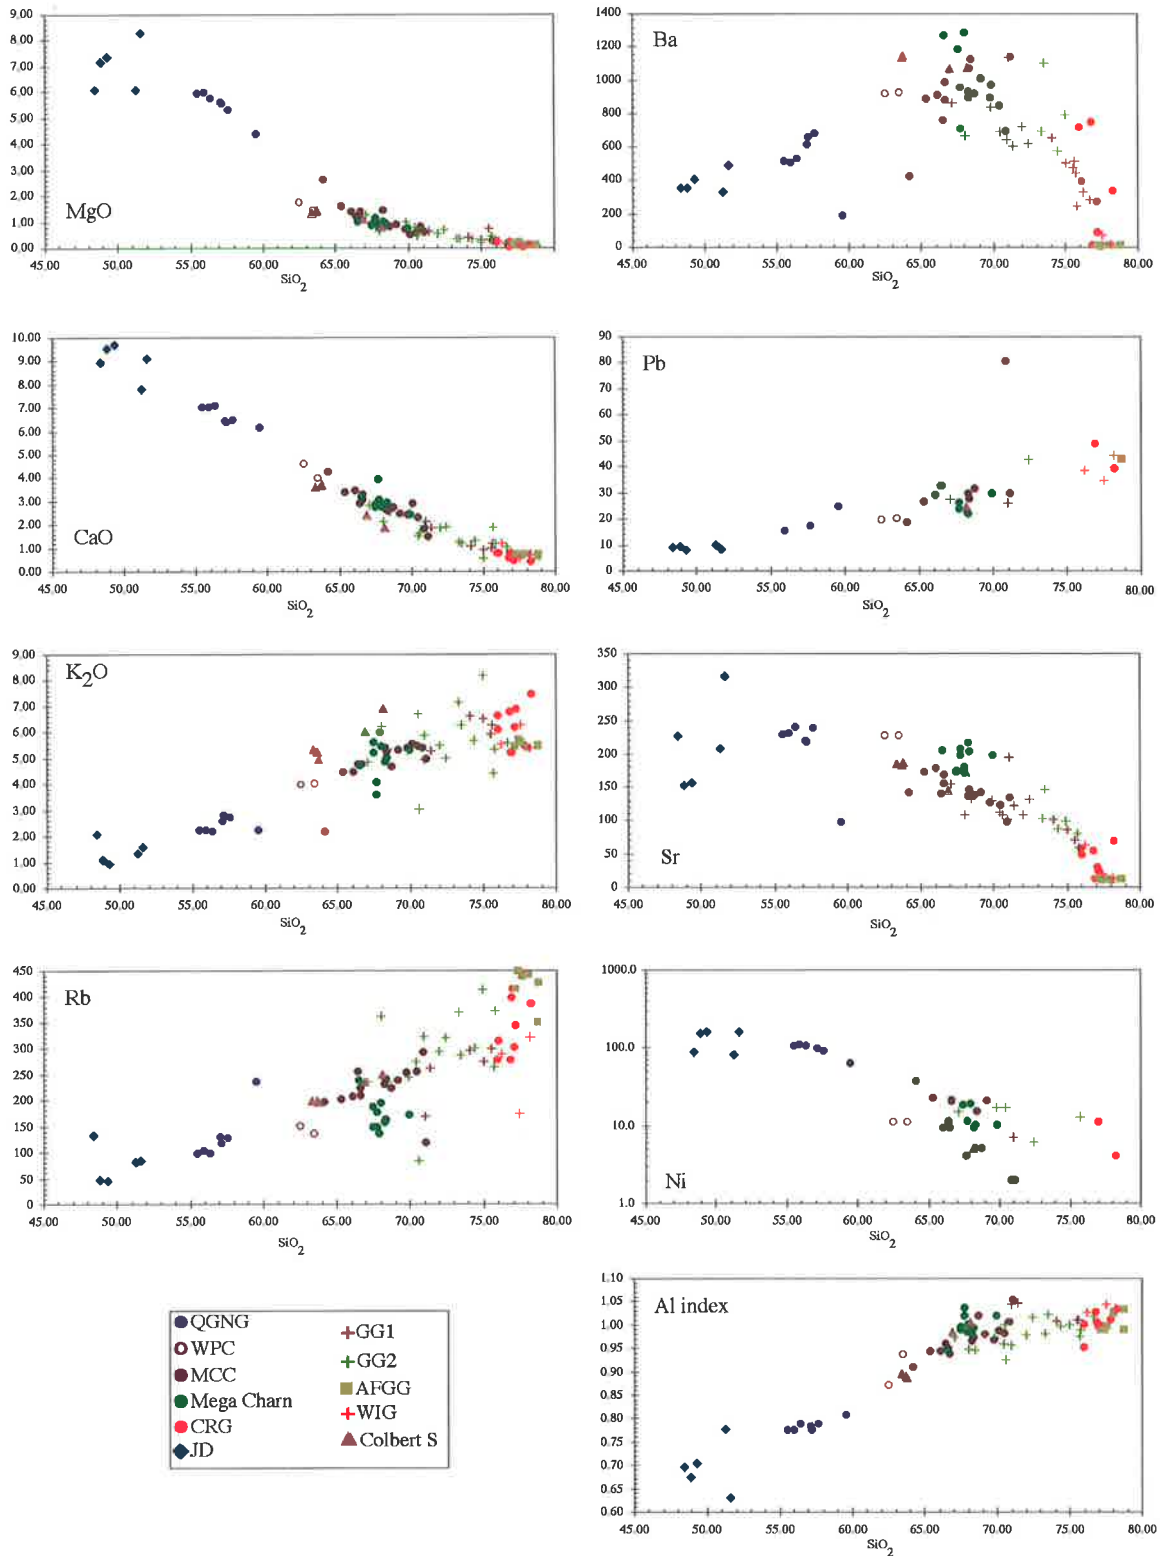 9.00
8.00
7.00
6.00
5.00
4.00
3.00
2.00
1.00
0.00
MgO
45.00 50.00 55.00 60.00 65.00 70.00 75.00 80.00
SiO2
1400
1200
1000
800
600
400
200
0
Ba
45.00 50.00 55.00 60.00 65.00 70.00 75.00 80.00
SiO2
10.00
9.00
8.00
7.00
6.00
5.00
4.00
3.00
2.00
1.00
0.00
CaO
45.00 50.00 55.00 60.00 65.00 70.00 75.00 80.00
SiO2
90
80
70
60
50
40
30
20
10
0
Pb
45.00 50.00 55.00 60.00 65.00 70.00 75.00 80.00
SiO2
9.00
8.00
7.00
6.00
5.00
4.00
3.00
2.00
1.00
0.00
K2O
45.00 50.00 55.00 60.00 65.00 70.00 75.00 80.00
SiO2
350
300
250
200
150
100
50
0
Sr
45.00 50.00 55.00 60.00 65.00 70.00 75.00 80.00
SiO2
450
400
350
300
250
200
150
100
50
0
Rb
45.00 50.00 55.00 60.00 65.00 70.00 75.00 80.00
SiO2
1000.0
100.0
10.0
1.0
Ni
45.00 50.00 55.00 60.00 65.00 70.00 75.00 80.00
SiO2
QGNG
WPC
MCC
Mega Charn
CRG
JD
GG1
GG2
AFGG
WIG
Colbert S
1.10
1.05
1.00
0.95
0.90
0.85
0.80
0.75
0.70
0.65
0.60
Al index
45.00 50.00 55.00 60.00 65.00 70.00 75.00 80.00
SiO2